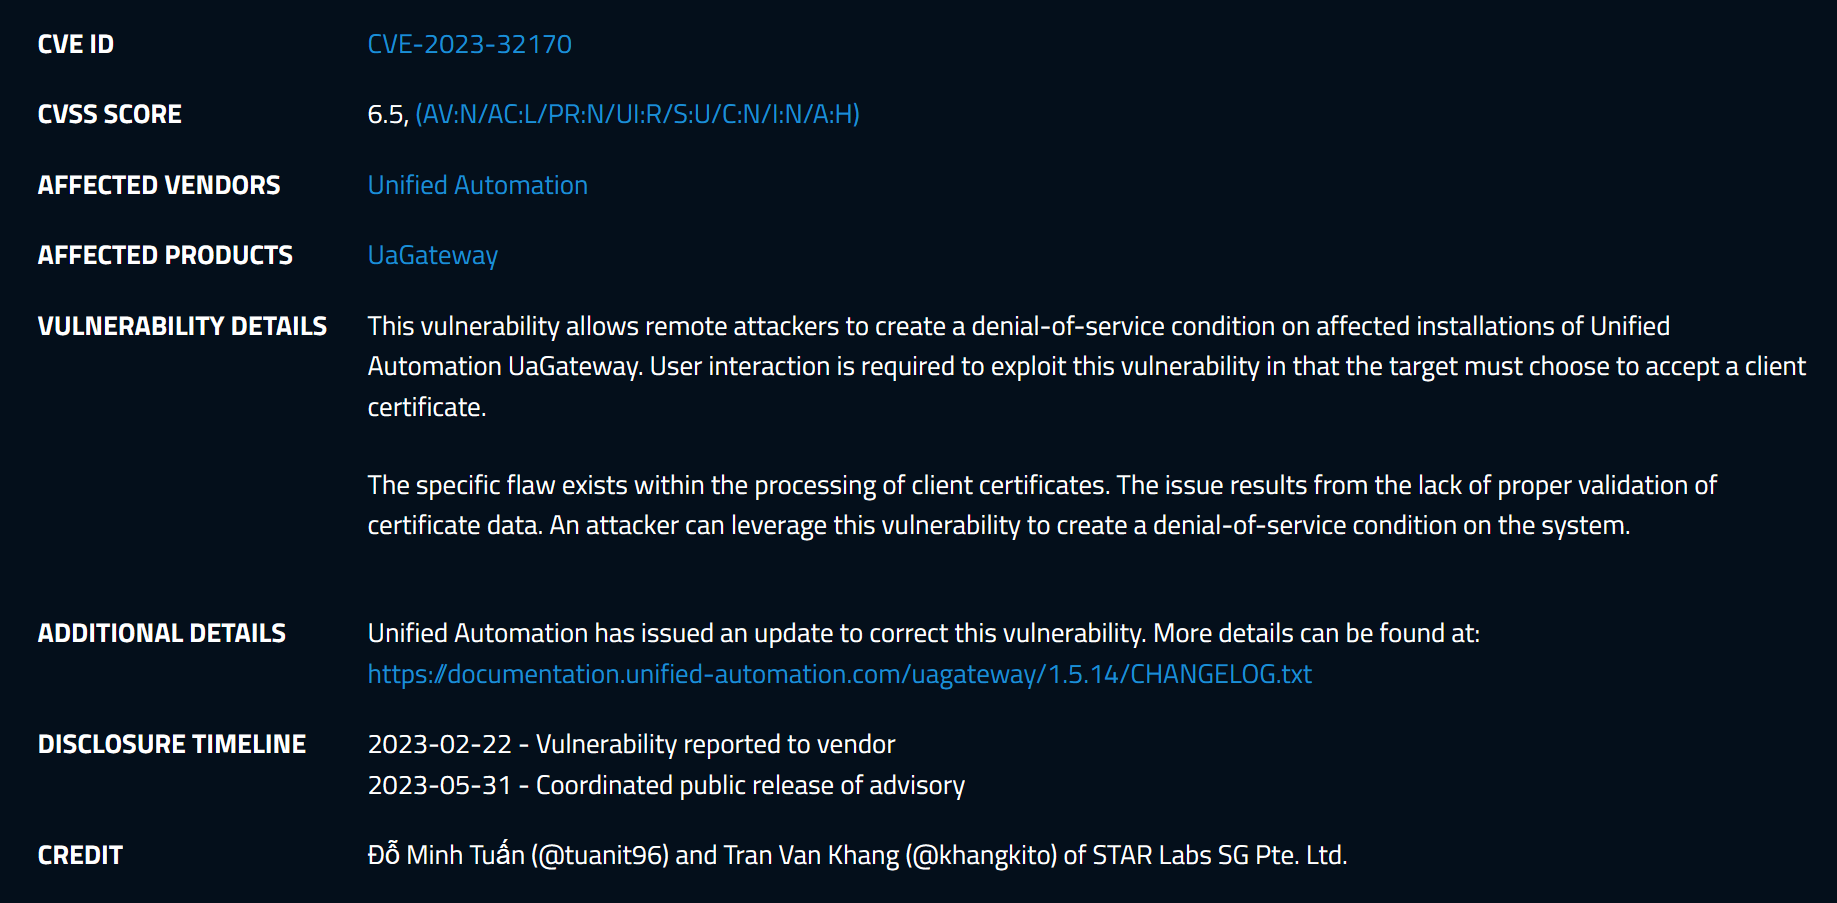 CVE ID CVE-2023-32170
CVSS SCORE 6.5, (AV:N/AC:L/PR:N/UI:R/S:U/C:N/I:N/A:H)
AFFECTED VENDORS Unified Automation
AFFECTED PRODUCTS UaGateway
VULNERABILITY DETAILS This vulnerability allows remote attackers to create a denial-of-service condition on affected installations of Unified
Automation UaGateway. User interaction is required to exploit this vulnerability in that the target must choose to accept a client
certificate.
The specific flaw exists within the processing of client certificates. The issue results from the lack of proper validation of
certificate data. An attacker can leverage this vulnerability to create a denial-of-service condition on the system.
ADDITIONAL DETAILS Unified Automation has issued an update to correct this vulnerability. More details can be found at:
https://documentation.unified-automation.com/uagateway/1.5.14/CHANGELOG.txt
DISCLOSURE TIMELINE 2023-02-22 - Vulnerability reported to vendor
2023-05-31 - Coordinated public release of advisory
CREDIT Đỗ Minh Tuấn (@tuanit96) and Tran Van Khang (@khangkito) of STAR Labs SG Pte. Ltd.